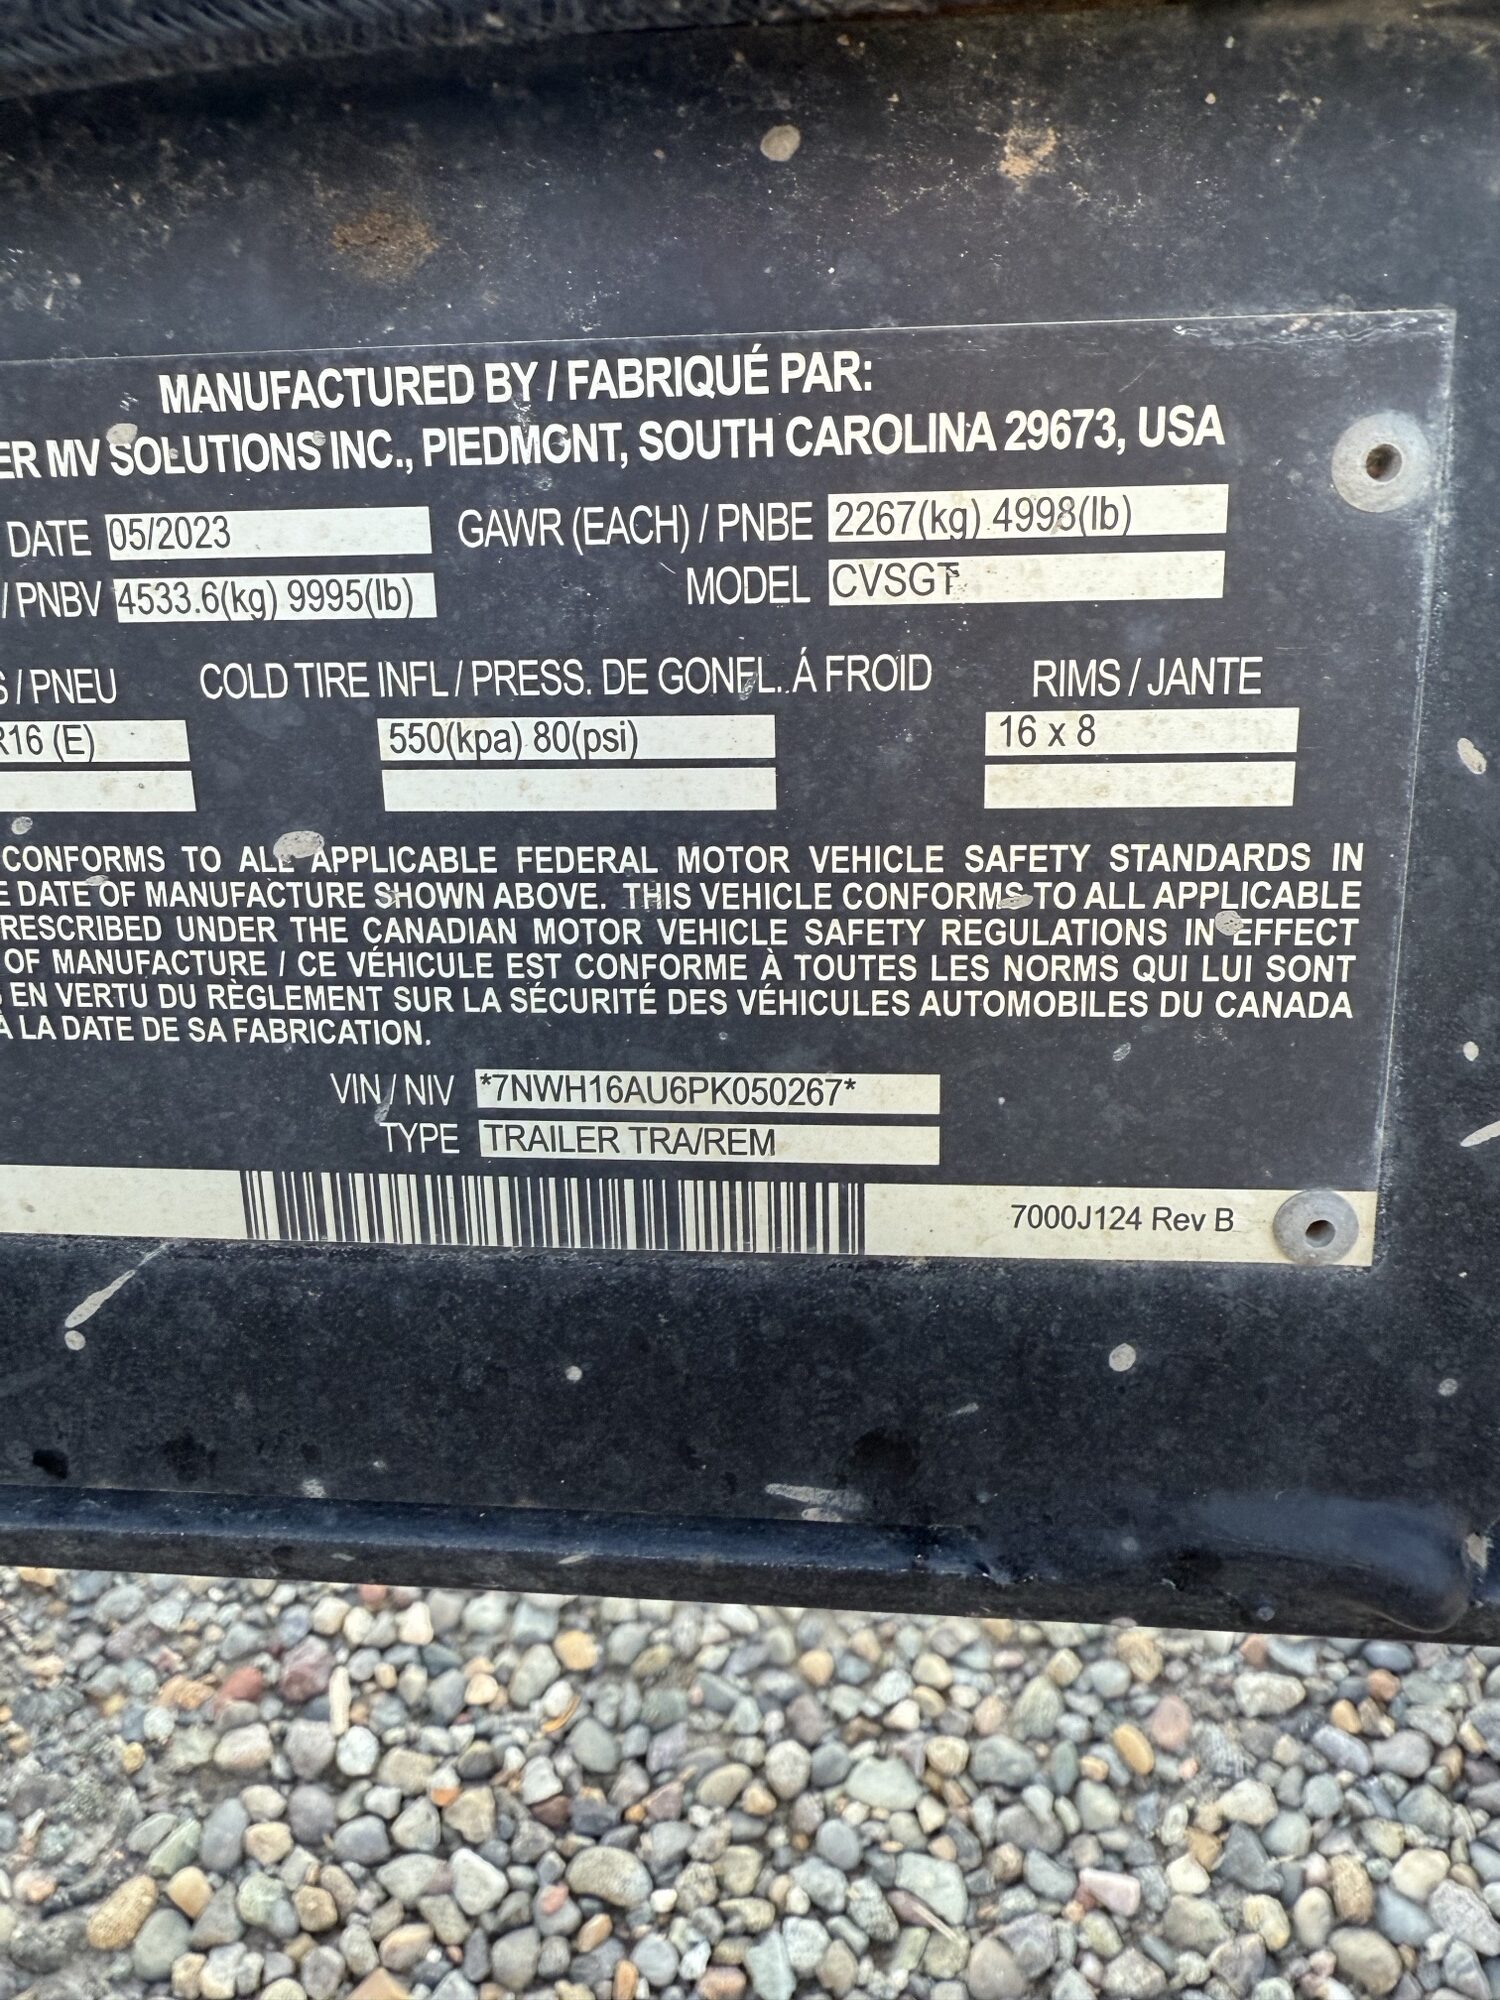 MANUFACTURED BY / FABRIQUÉ PAR:
ER MV SOLUTIONS INC., PIEDMONT, SOUTH CAROLINA 29673, USA
DATE 05/2023 GAWR (EACH) / PNBE 2267(kg) 4998(lb)
/ PNBV 4533.6(kg) 9995(lb) MODEL CVSGT
S / PNEU COLD TIRE INFL / PRESS. DE GONFL. Á FROID RIMS / JANTE
R16 (E) 550(kpa) 80(psi) 16 x 8
CONFORMS TO ALL APPLICABLE FEDERAL MOTOR VEHICLE SAFETY STANDARDS IN
E DATE OF MANUFACTURE SHOWN ABOVE. THIS VEHICLE CONFORMS TO ALL APPLICABLE
RESCRIBED UNDER THE CANADIAN MOTOR VEHICLE SAFETY REGULATIONS IN EFFECT
OF MANUFACTURE / CE VÉHICULE EST CONFORME À TOUTES LES NORMS QUI LUI SONT
EN VERTU DU RÈGLEMENT SUR LA SÉCURITÉ DES VÉHICULES AUTOMOBILES DU CANADA
À LA DATE DE SA FABRICATION.
VIN / NIV *7NWH16AU6PK050267*
TYPE TRAILER TRA/REM
7000J124 Rev B